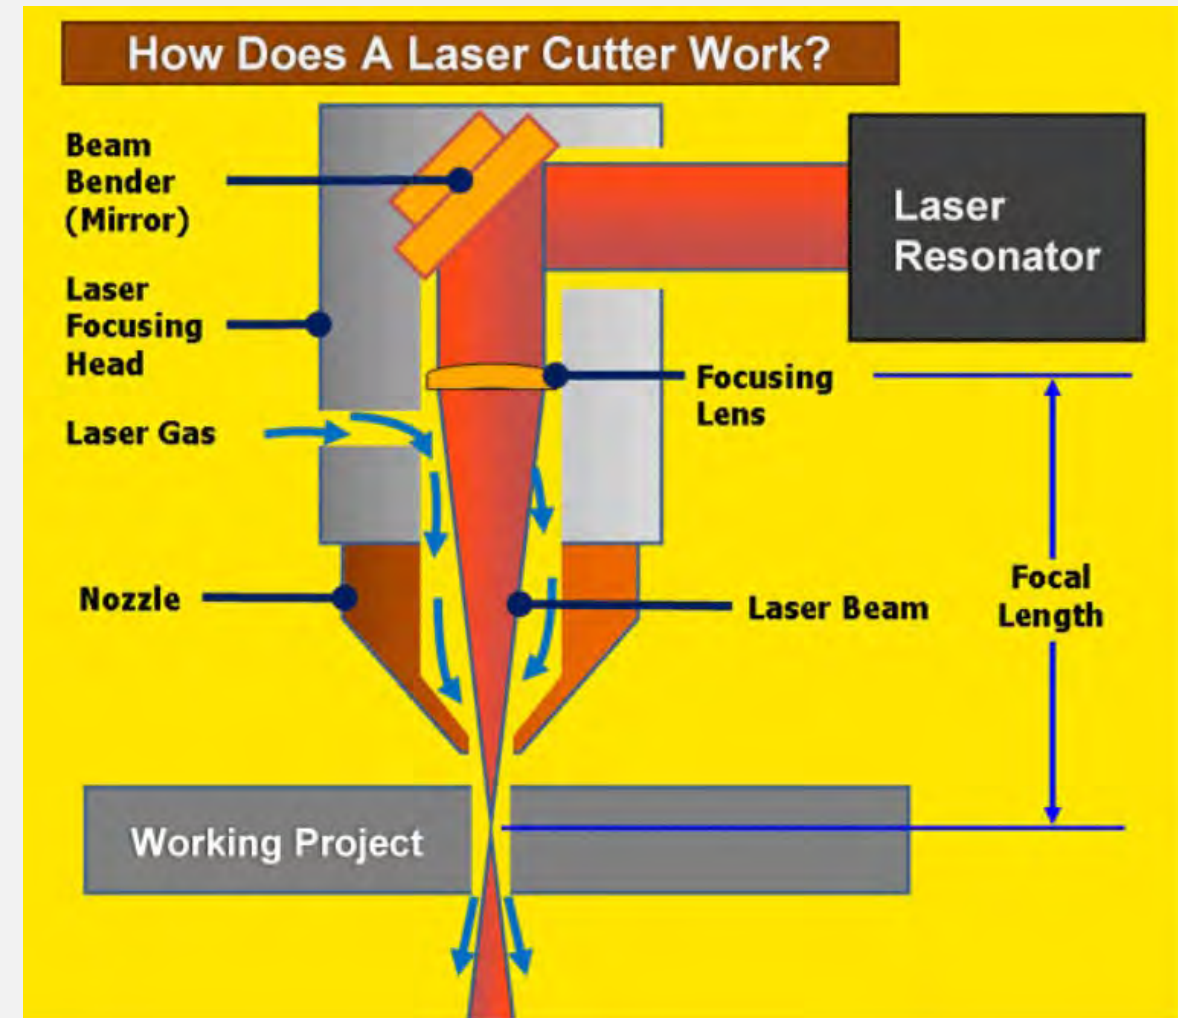 How Does A Laser Cutter Work?
Beam
Bender
(Mirror)
Laser
Resonator
Laser
Focusing
Head
Focusing
Lens
Laser Gas
Nozzle
Laser Beam
Focal
Length
Working Project